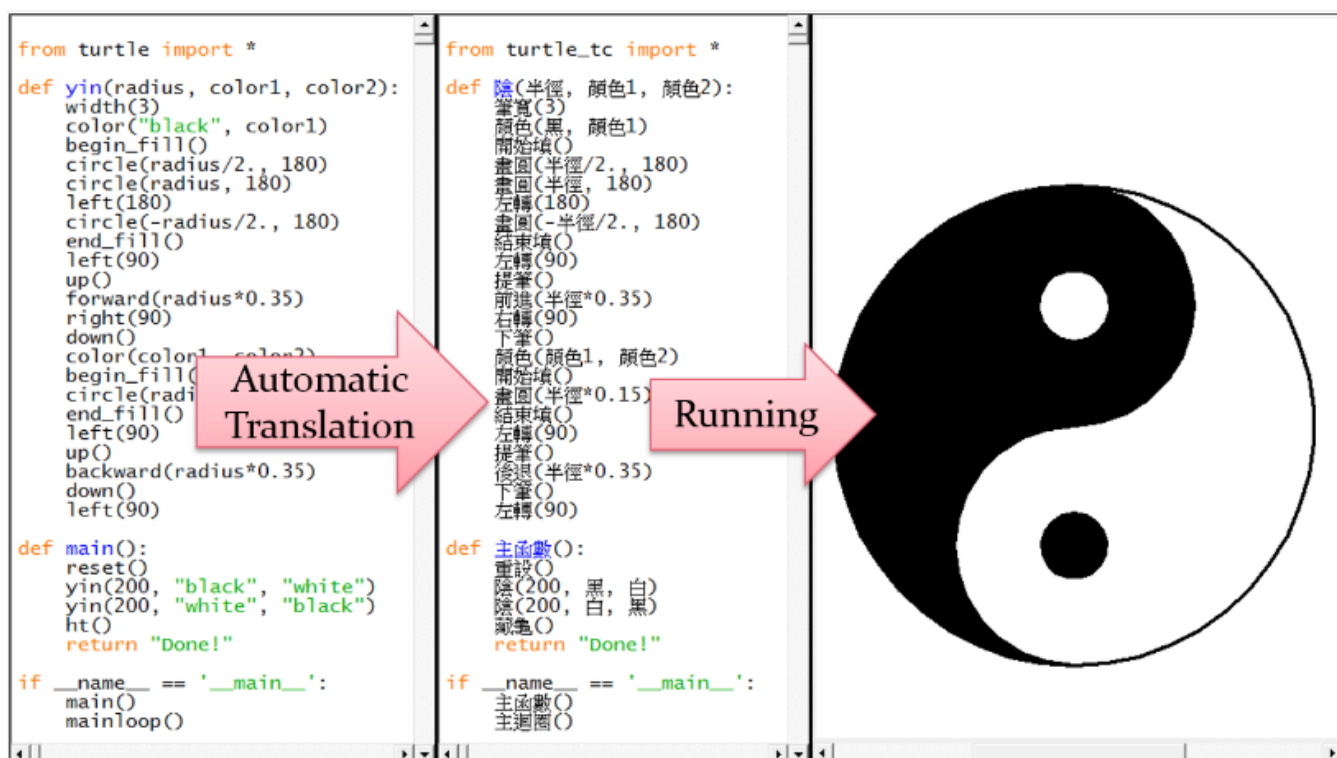 from turtle import *
def yin(radius, color1, color2):
width(3)
color("black", color1)
begin_fill()
circle(radius/2., 180)
circle(radius, 180)
left(180)
circle(-radius/2., 180)
end_fill()
left(90)
up()
forward(radius*0.35)
right(90)
down()
begin_fill
end_fill()
left(90)
up()
backward(radius*0.35)
down()
left(90)
def main():
reset()
yin(200, "black", "white")
yin(200, "white", "black")
ht()
return "Done!"
if __name__ == '__main__':
main()
mainloop()
Automatic
Translation
from turtle_tc import *
def 陰(半徑, 顏色1, 顏色2):
筆寬(3)
顏色(黑, 顏色1)
開始填()
畫圓(半徑/2., 180)
畫圓(半徑, 180)
左轉(180)
畫圓(-半徑/2., 180)
結束填()
左轉(90)
提筆()
前進(半徑*0.35)
右轉(90)
下筆()
顏色(顏色1, 顏色2)
開始填()
畫圓(半徑*0.15)
結束填()
左轉(90)
提筆()
後退(半徑*0.35)
下筆()
左轉(90)
def 主函數():
重設()
陰(200, 黑, 白)
陰(200, 白, 黑)
藏龜()
return "Done!"
if __name__ == '__main__':
主函數()
主迴圈()
Running